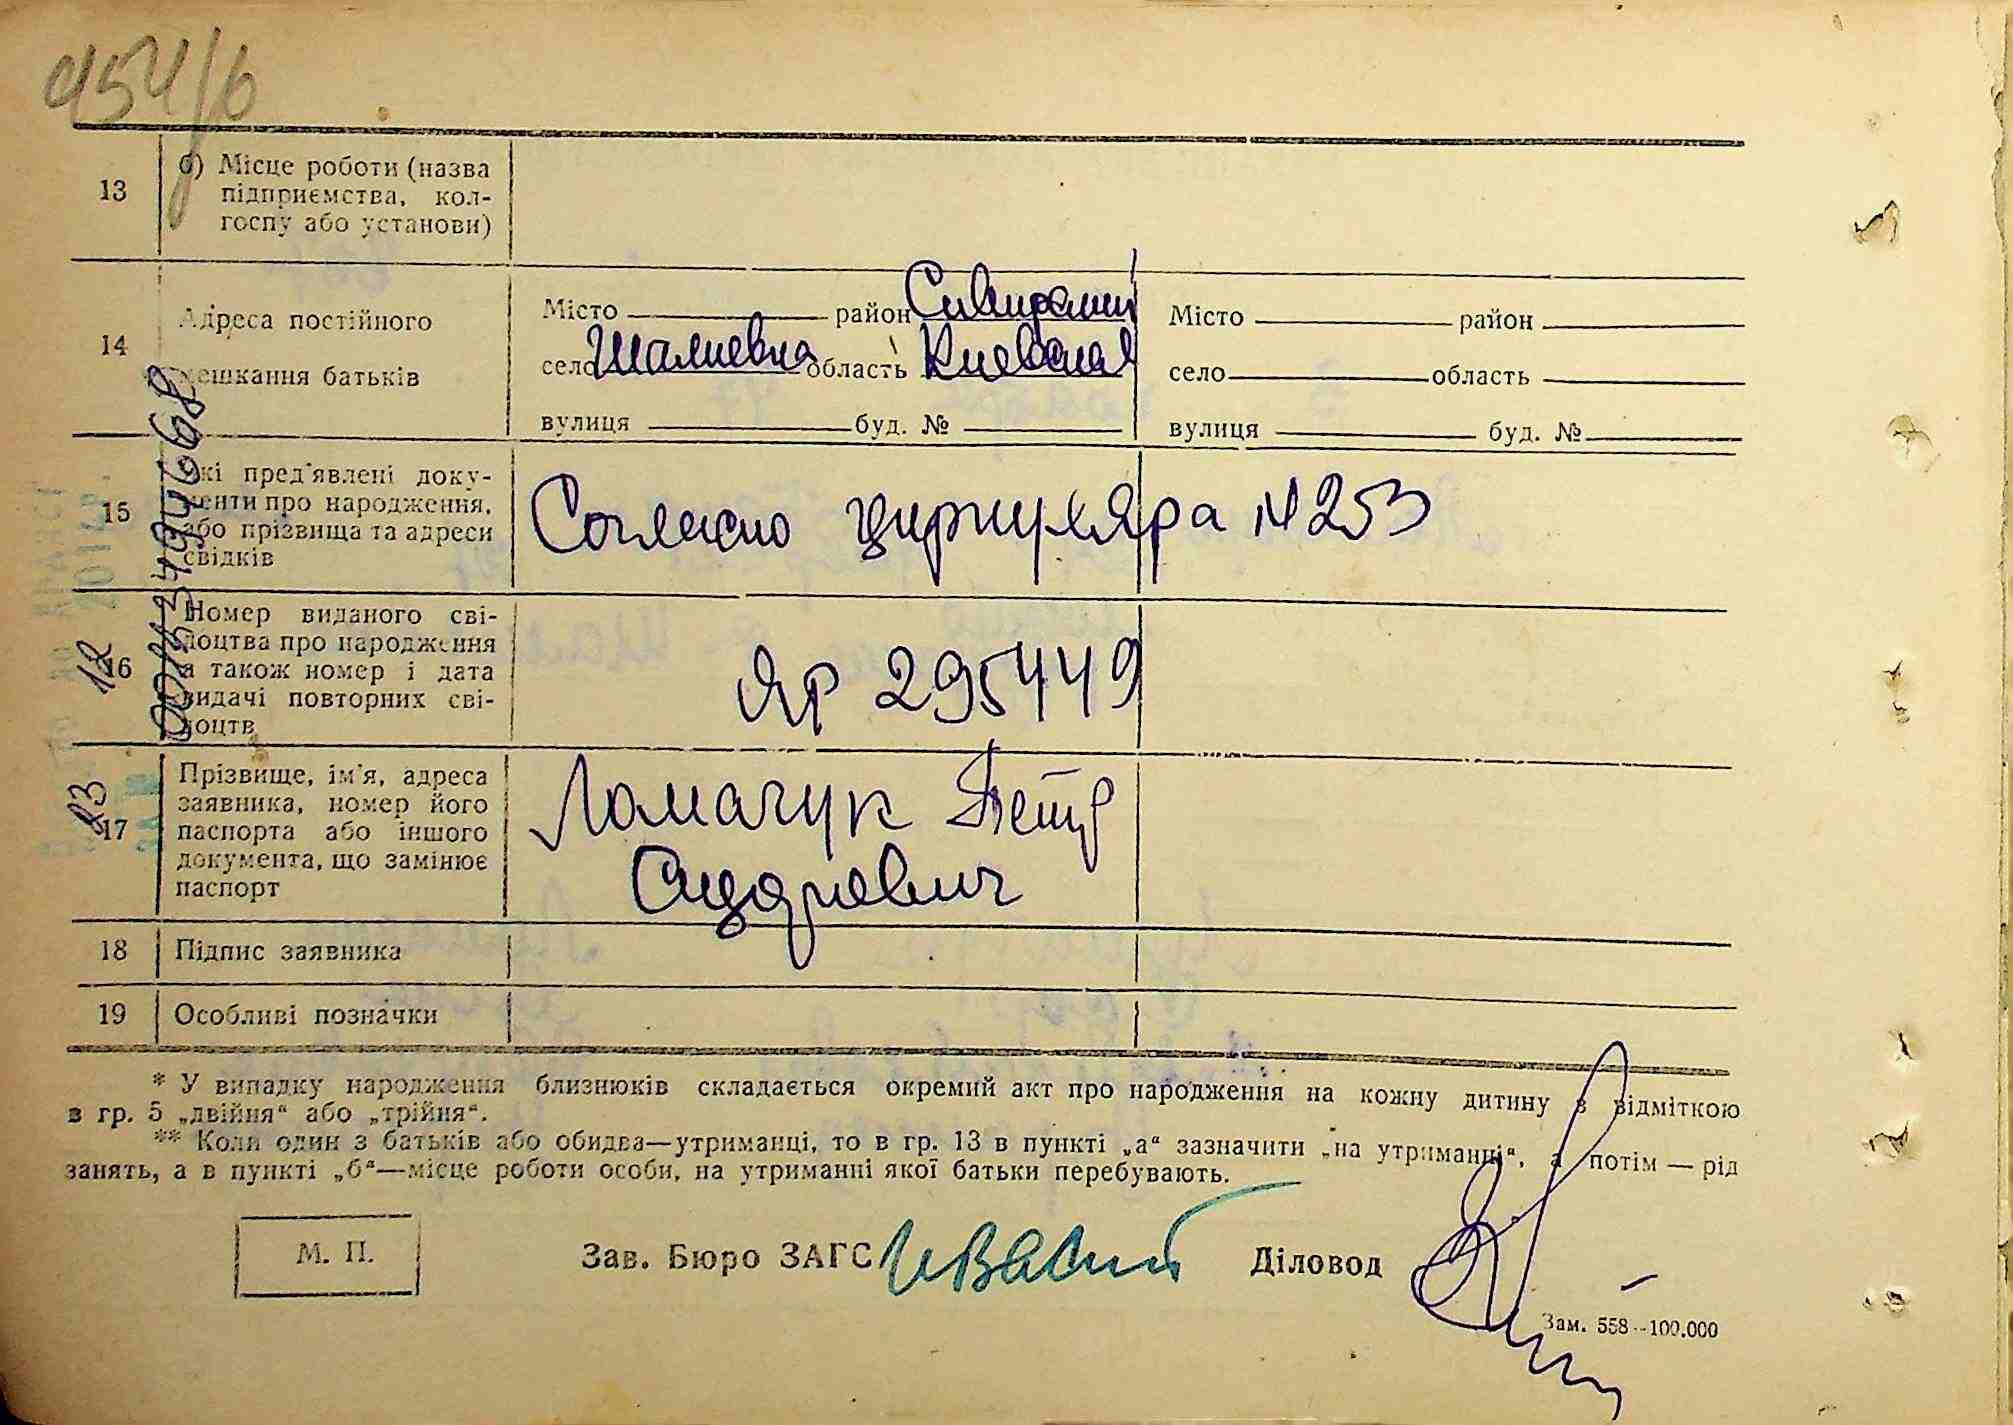 454/6
13
б) Місце роботи (назва
підприємства, кол-
госпу або установи)
14
Адреса постійного
мешкання батьків
Місто район
село Шалиевка область Киевская
вулиця буд. №
Місто район
село область
вулиця буд. №
15
Які пред'явлені доку-
менти про народження,
або прізвища та адреси
свідків
Согласно циркуляра № 253
16
Номер виданого сві-
доцтва про народження
а також номер і дата
видачі повторних сві-
доцтв
ЯР 295449
17
Прізвище, ім'я, адреса
заявника, номер його
паспорта або іншого
документа, що замінює
паспорт
Ломачук Петр
Сидорович
18 Підпис заявника
19 Особливі позначки
* У випадку народження близнюків складається окремий акт про народження на кожну дитину з відміткою
в гр. 5 „двійня“ або „трійня“.
** Коли один з батьків або обидва—утриманці, то в гр. 13 в пункті „а“ зазначити „на утриманні“, а потім — рід
занять, а в пункті „б“—місце роботи особи, на утриманні якої батьки перебувають.
М. П.
Зав. Бюро ЗАГС
Діловод
Зам. 558—100.000